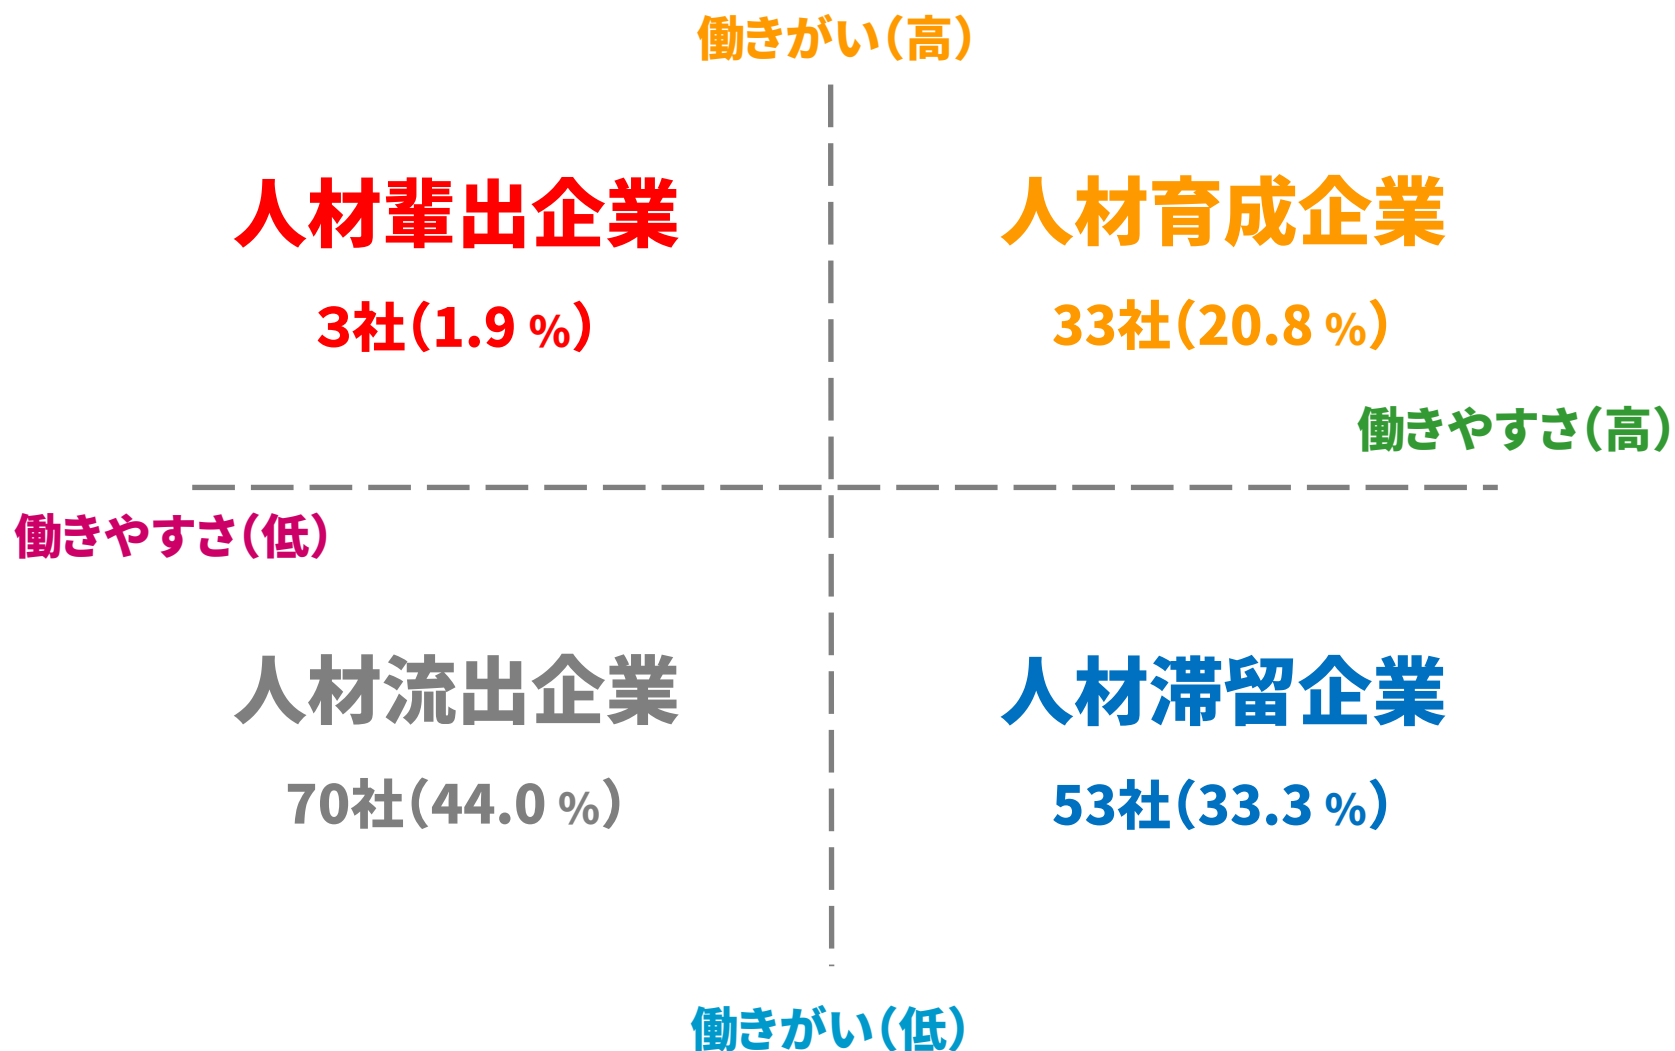 働きがい（高）
人材輩出企業
3社（1.9 %）
人材育成企業
33社（20.8 %）
働きやすさ（高）
働きやすさ（低）
人材流出企業
70社（44.0 %）
人材滞留企業
53社（33.3 %）
働きがい（低）